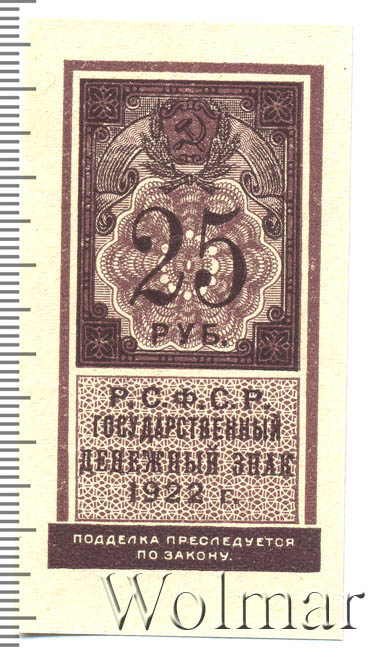 25
РУБ.
Р.С.Ф.С.Р.
ГОСУДАРСТВЕННЫЙ
ДЕНЕЖНЫЙ ЗНАК
1922 г.
ПОДДЕЛКА ПРЕСЛЕДУЕТСЯ
ПО ЗАКОНУ.
Wolmar